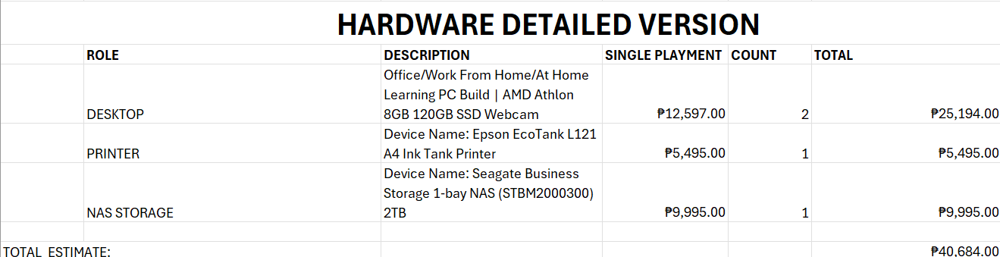 HARDWARE DETAILED VERSION
ROLE DESCRIPTION SINGLE PLAYMENT COUNT TOTAL
Office/Work From Home/At Home
Learning PC Build | AMD Athlon
DESKTOP 8GB 120GB SSD Webcam ₱12,597.00 2 ₱25,194.00
Device Name: Epson EcoTank L121
PRINTER A4 Ink Tank Printer ₱5,495.00 1 ₱5,495.00
Device Name: Seagate Business
Storage 1-bay NAS (STBM2000300)
NAS STORAGE 2TB ₱9,995.00 1 ₱9,995.00
TOTAL ESTIMATE: ₱40,684.00